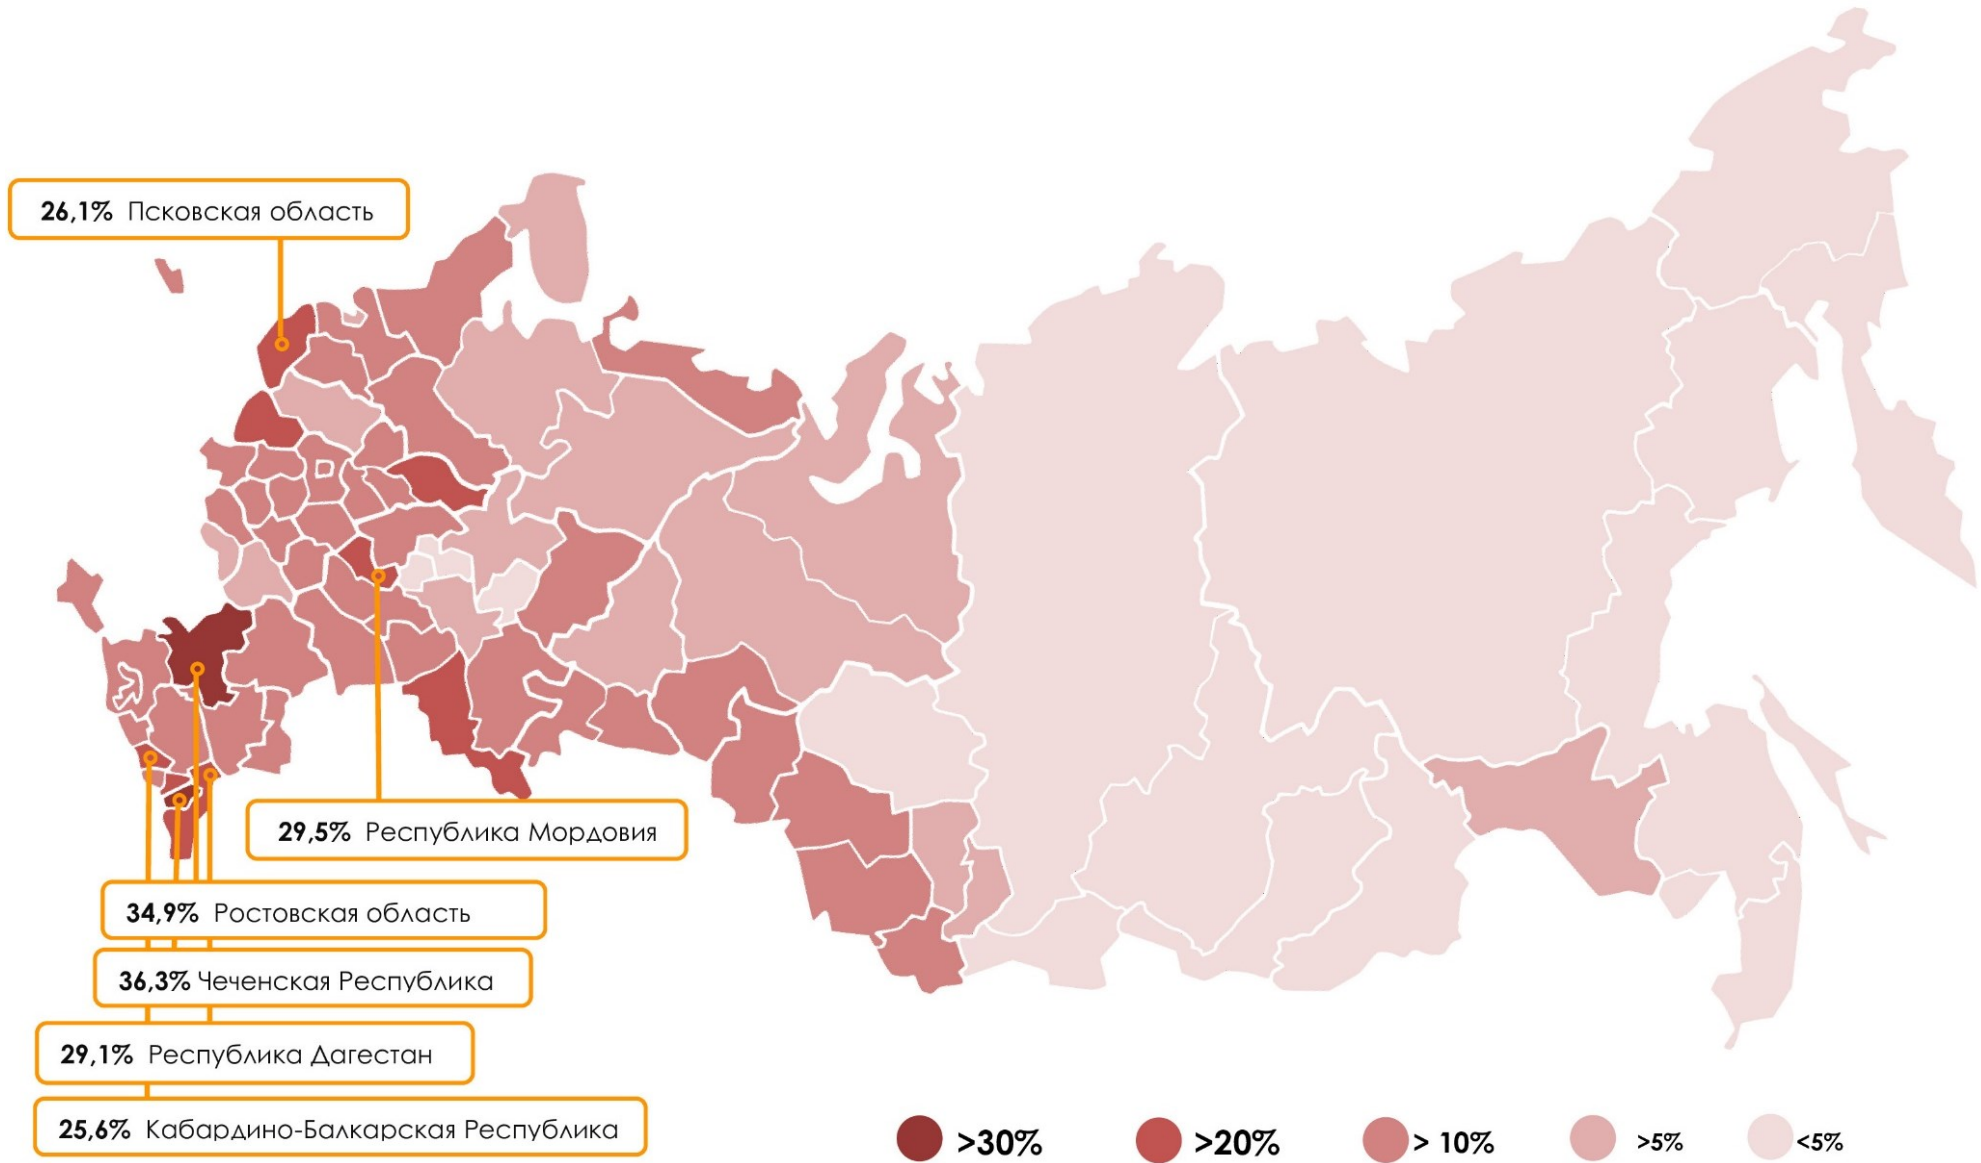 26,1% Псковская область
29,5% Республика Мордовия
34,9% Ростовская область
36,3% Чеченская Республика
29,1% Республика Дагестан
25,6% Кабардино-Балкарская Республика
>30% >20% > 10% >5% <5%